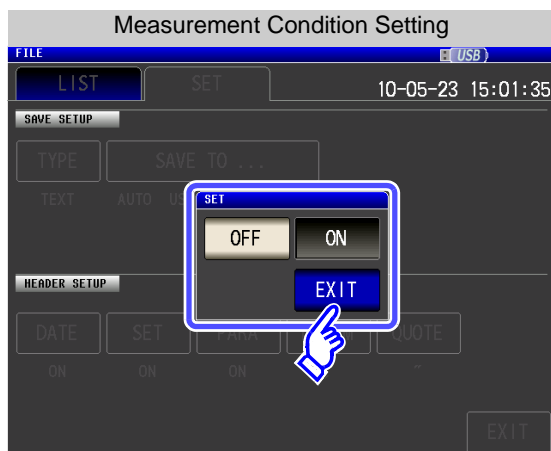 Measurement Condition Setting
FILE USB
LIST SET 10-05-23 15:01:35
SAVE SETUP
TYPE SAVE TO ...
TEXT AUTO
SET
OFF ON
HEADER SETUP EXIT
DATE SET PARA QUOTE
ON ON ON ~
EXIT